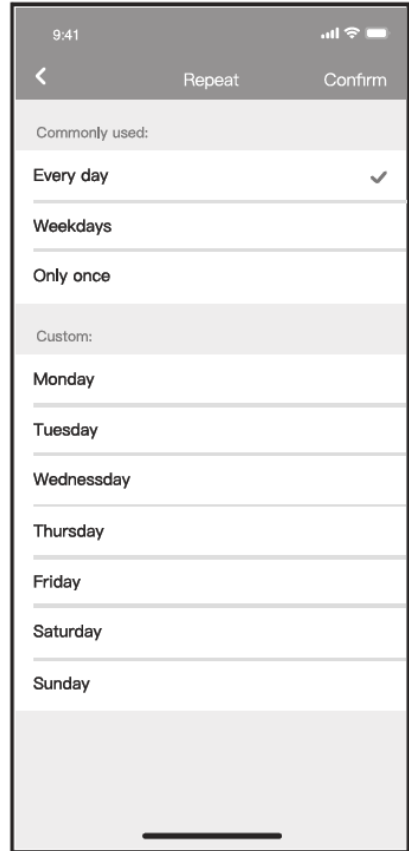 9:41
Repeat
Confirm
Commonly used:
Every day
Weekdays
Only once
Custom:
Monday
Tuesday
Wednessday
Thursday
Friday
Saturday
Sunday